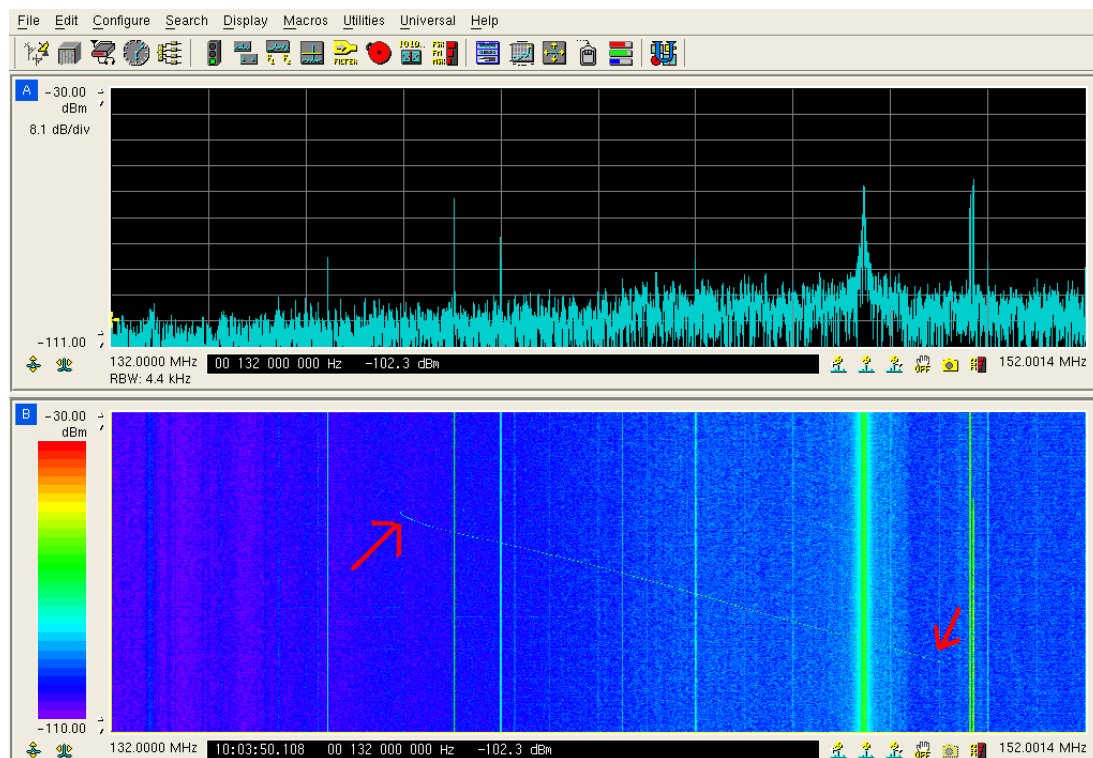 File Edit Configure Search Display Macros Utilities Universal Help
FILTER
A
-30.00
dBm
8.1 dB/div
-111.00
132.0000 MHz 00 132 000 000 Hz -102.3 dBm OFF 152.0014 MHz
RBW: 4.4 kHz
B
-30.00
dBm
-110.00
132.0000 MHz 10:03:50.108 00 132 000 000 Hz -102.3 dBm OFF 152.0014 MHz